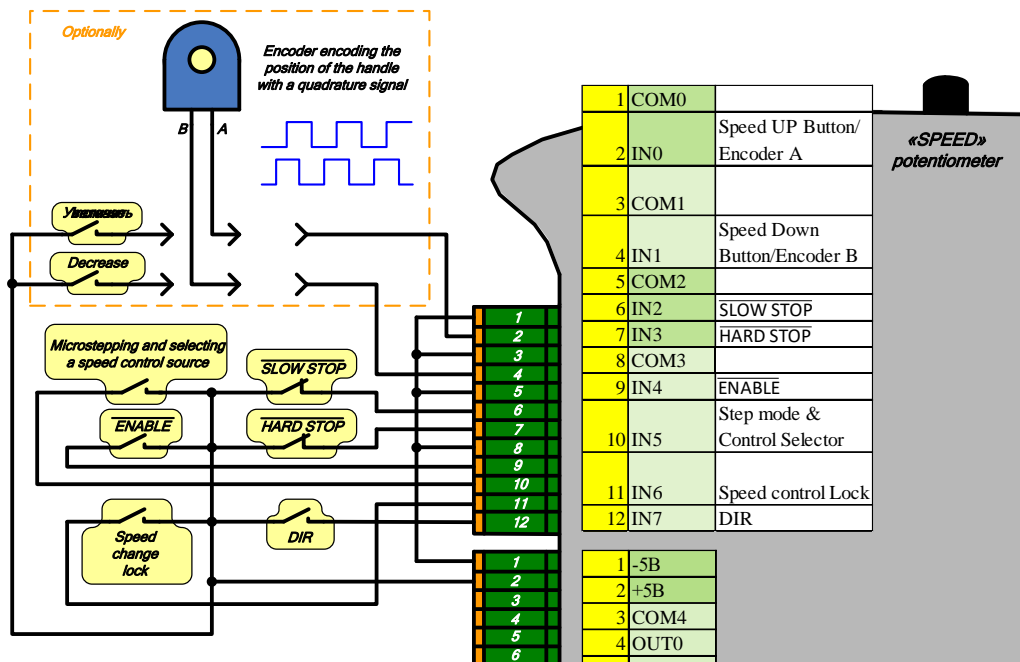 Optionally
Encoder encoding the
position of the handle
with a quadrature signal
B
A
Decrease
Microstepping and selecting
a speed control source
SLOW STOP
ENABLE
HARD STOP
Speed
change
lock
DIR
1
2
3
4
5
6
7
8
9
10
11
12
1
2
3
4
5
6
1 COM0
Speed UP Button/
2 IN0 Encoder A
3 COM1
Speed Down
4 IN1 Button/Encoder B
5 COM2
6 IN2 SLOW STOP
7 IN3 HARD STOP
8 COM3
9 IN4 ENABLE
Step mode &
10 IN5 Control Selector
11 IN6 Speed control Lock
12 IN7 DIR
1 -5B
2 +5B
3 COM4
4 OUT0
«SPEED»
potentiometer